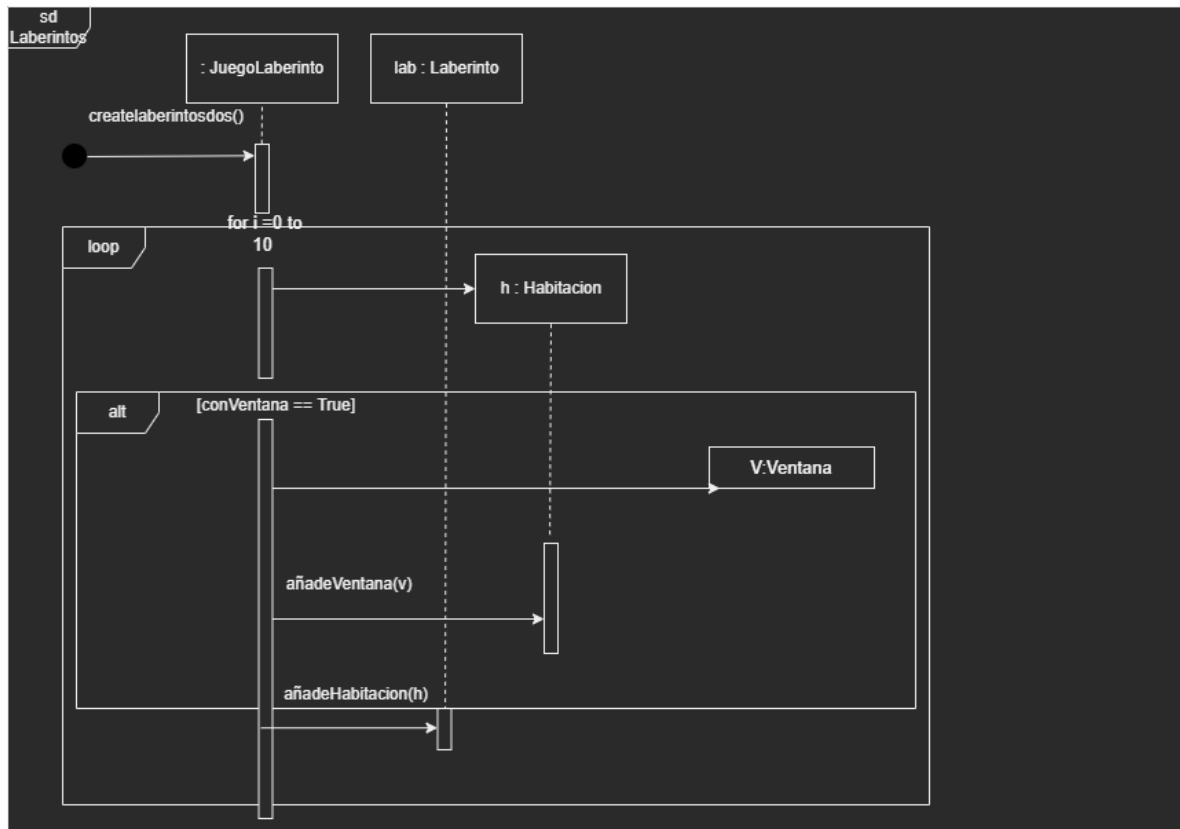 sd
Laberintos
: JuegoLaberinto
lab : Laberinto
createlaberintosdos()
for i =0 to
10
loop
h : Habitacion
alt
[conVentana == True]
V:Ventana
añadeVentana(v)
añadeHabitacion(h)